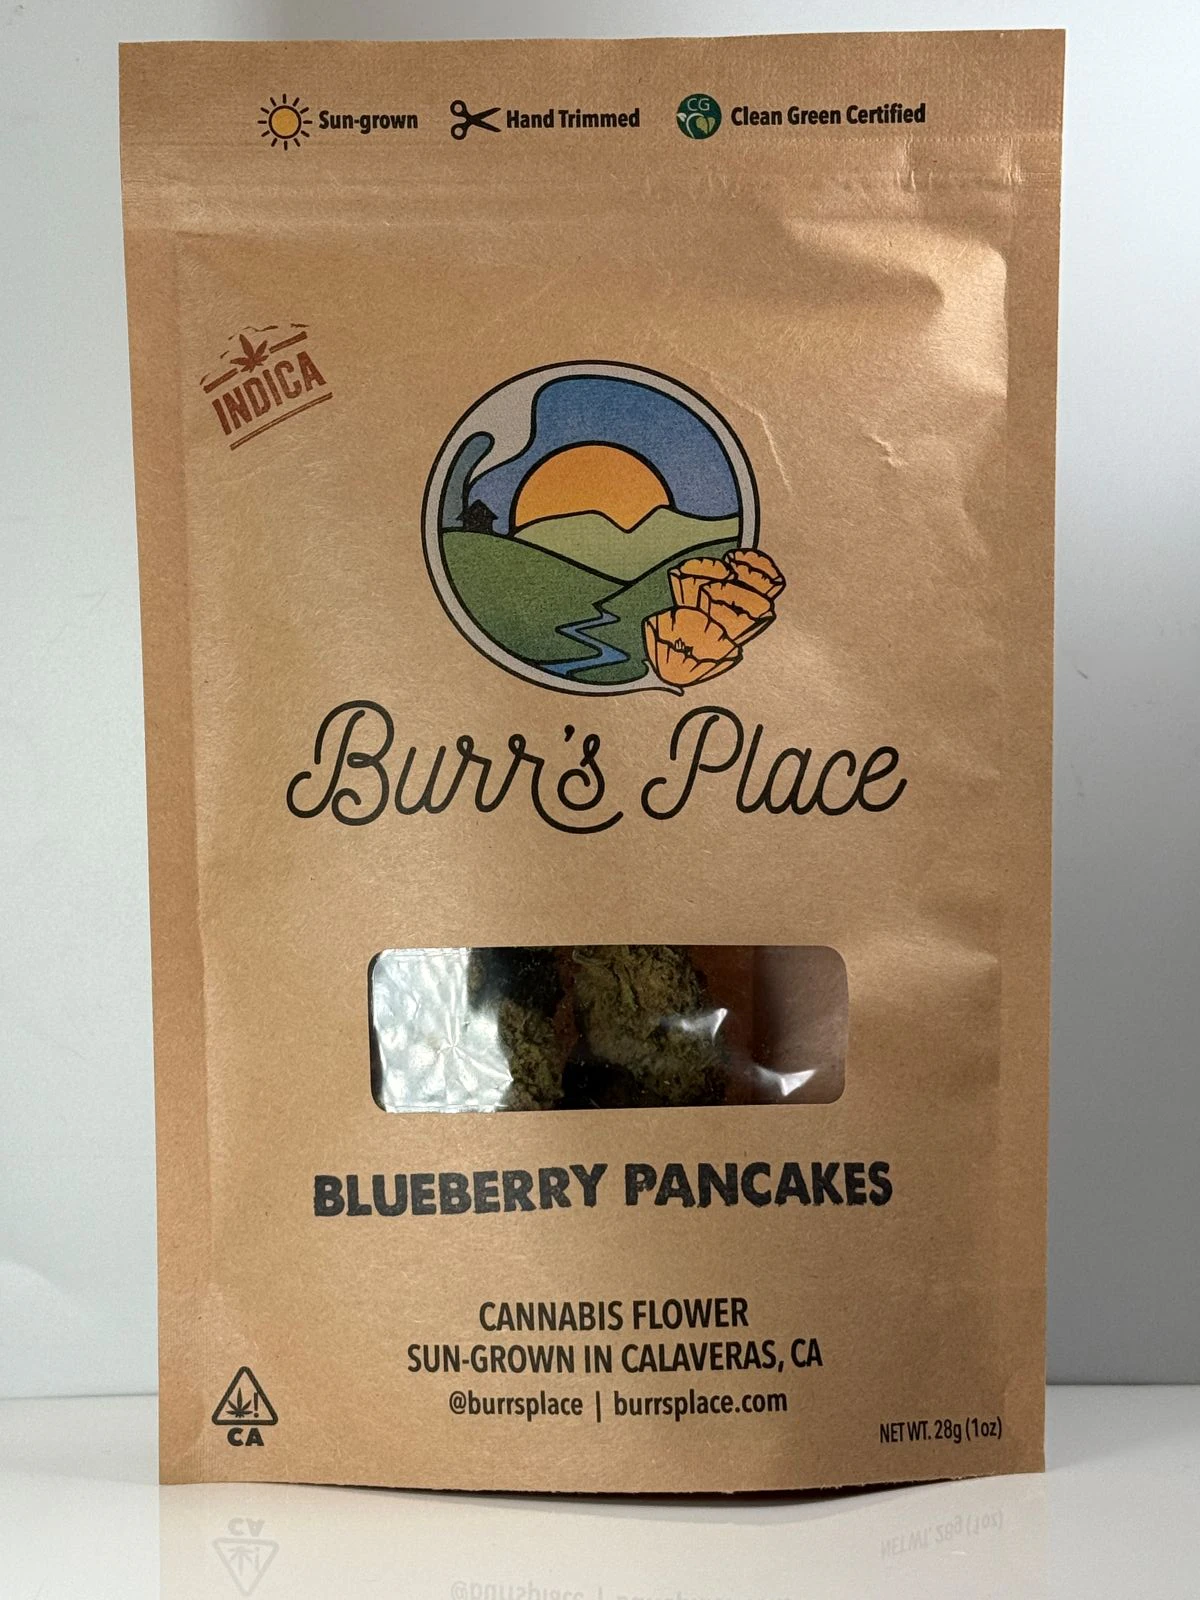 Sun-grown Hand Trimmed CG Clean Green Certified
INDICA
Burr's Place
BLUEBERRY PANCAKES
CANNABIS FLOWER
SUN-GROWN IN CALAVERAS, CA
@burrsplace | burrsplace.com
! CA
NET WT. 28g (1oz)